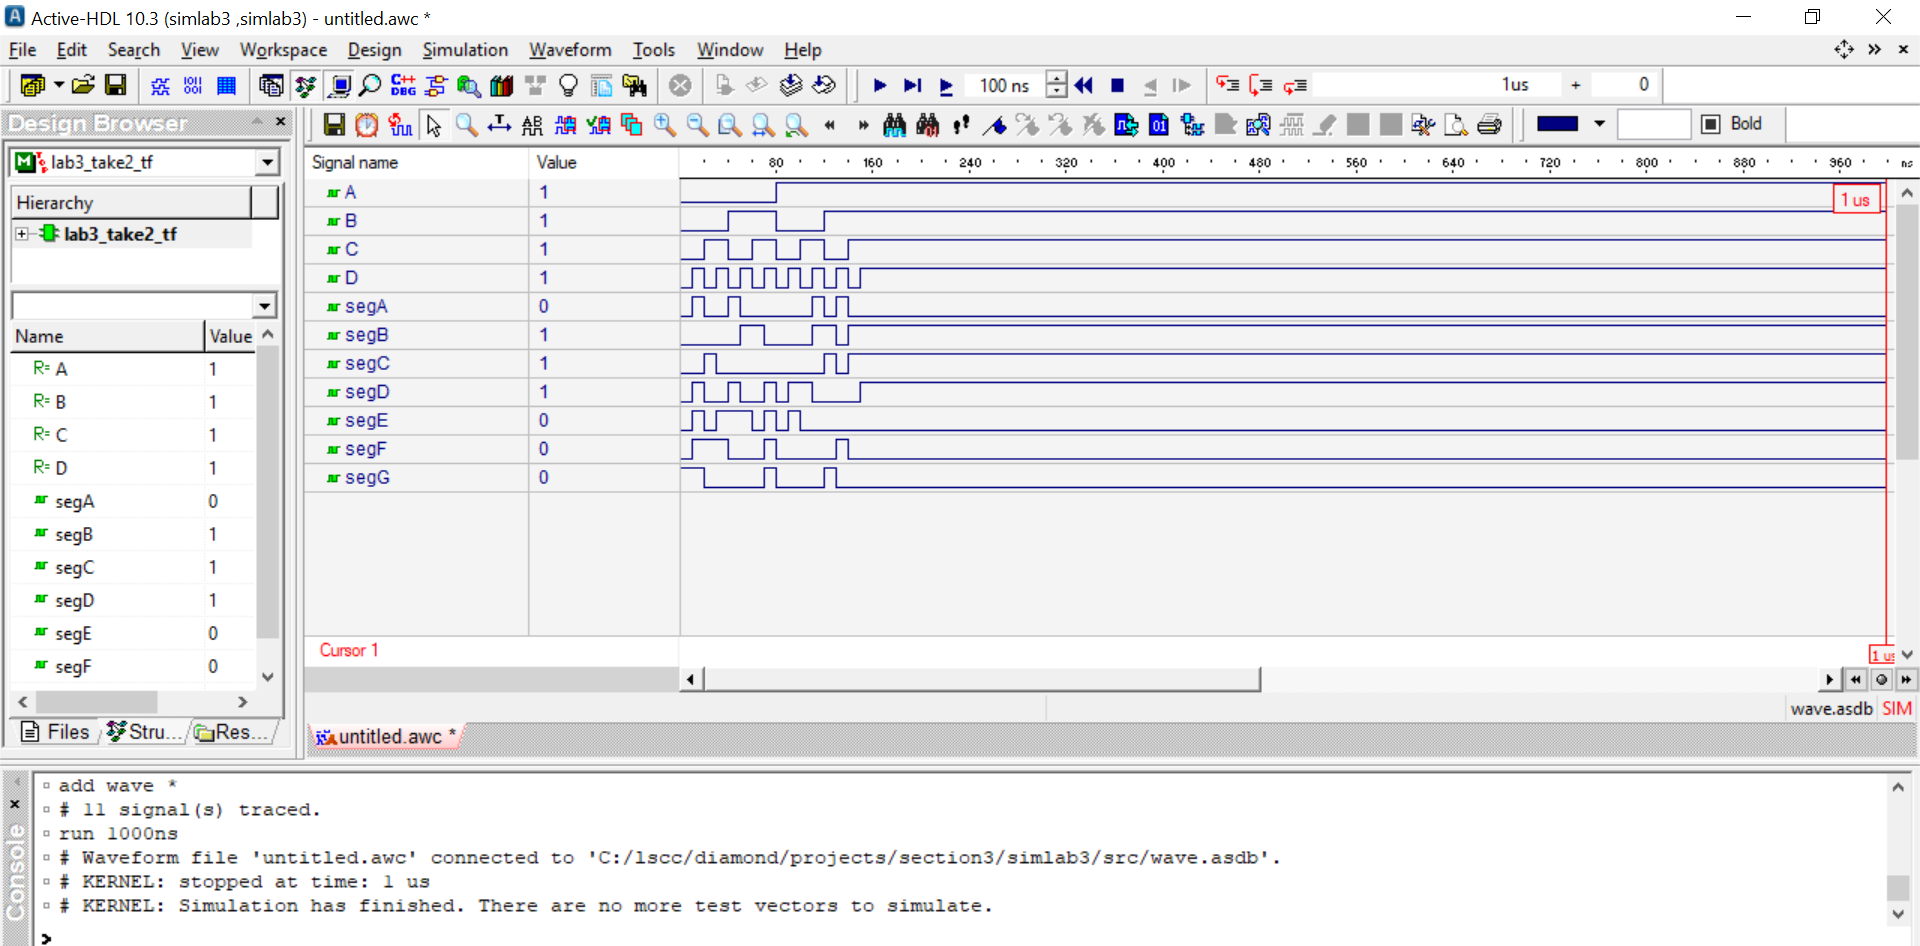 Active-HDL 10.3 (simlab3 ,simlab3) - untitled.awc *
File Edit Search View Workspace Design Simulation Waveform Tools Window Help
C++ DBG 100 ns 1us + 0
Design Browser
AB 01 Bold
lab3_take2_tf
Signal name Value 80 160 240 320 400 480 560 640 720 800 880 960 ns
Hierarchy
lab3_take2_tf
A 1
1 us
B 1
C 1
D 1
segA 0
segB 1
segC 1
segD 1
segE 0
segF 0
segG 0
Name Value
R= A 1
R= B 1
R= C 1
R= D 1
segA 0
segB 1
segC 1
segD 1
segE 0
segF 0
Cursor 1
1 us
wave.asdb SIM
Files Stru... Res...
untitled.awc *
Console
add wave *
# 11 signal(s) traced.
run 1000ns
# Waveform file 'untitled.awc' connected to 'C:/lscc/diamond/projects/section3/simlab3/src/wave.asdb'.
# KERNEL: stopped at time: 1 us
# KERNEL: Simulation has finished. There are no more test vectors to simulate.
>